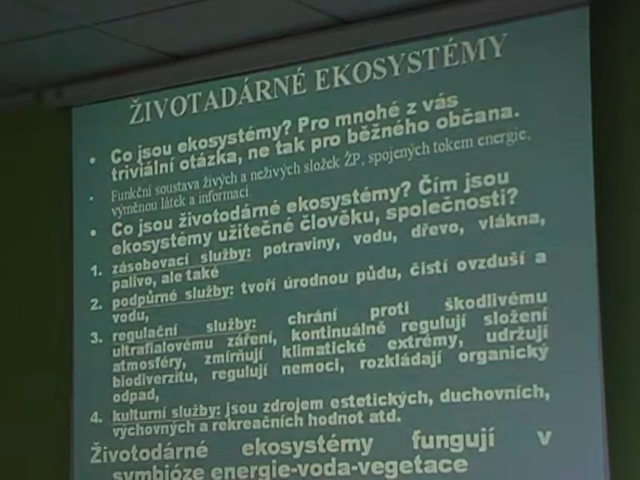 ŽIVOTADÁRNÉ EKOSYSTÉMY
• Co jsou ekosystémy? Pro mnohé z vás
triviální otázka, ne tak pro běžného občana.
• Funkční soustava živých a neživých složek ŽP, spojených tokem energie,
výměnou látek a informací
• Co jsou životodárné ekosystémy? Čím jsou
ekosystémy užitečné člověku, společnosti?
1. zásobovací služby: potraviny, vodu, dřevo, vlákna,
palivo, ale také
2. podpůrné služby: tvoří úrodnou půdu, čistí ovzduší a
vodu,
3. regulační služby: chrání proti škodlivému
ultrafialovému záření, kontinuálně regulují složení
atmosféry, zmírňují klimatické extrémy, udržují
biodiverzitu, regulují nemoci, rozkládají organický
odpad,
4. kulturní služby: jsou zdrojem estetických, duchovních,
výchovných a rekreačních hodnot atd.
Životodárné ekosystémy fungují v
symbióze energie-voda-vegetace